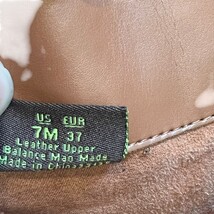 US EUR
7M 37
Leather Upper
Balance Man Made
Made in China